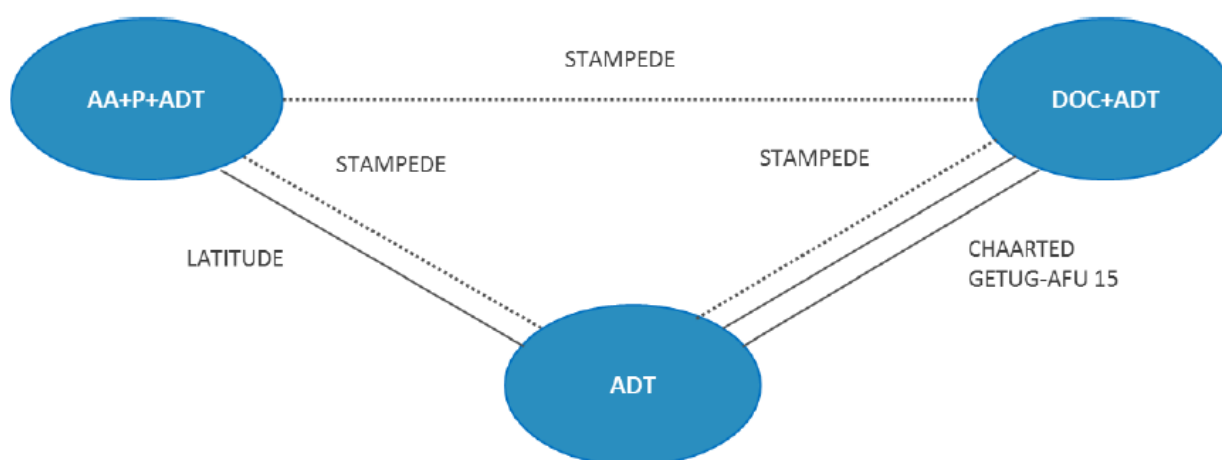 STAMPEDE
AA+P+ADT
DOC+ADT
STAMPEDE
STAMPEDE
LATITUDE
CHAARTED
GETUG-AFU 15
ADT